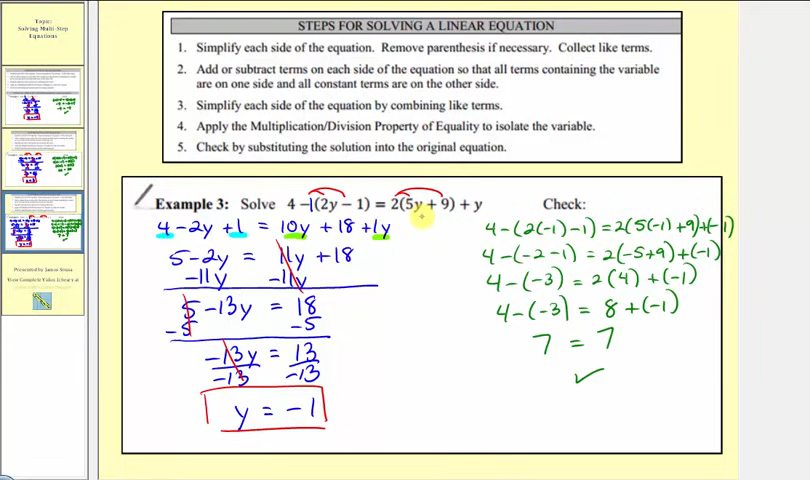 Topic:
Solving Multi-Step
Equations
STEPS FOR SOLVING A LINEAR EQUATION
1. Simplify each side of the equation. Remove parenthesis if necessary. Collect like terms.
2. Add or subtract terms on each side of the equation so that all terms containing the variable
are on one side and all constant terms are on the other side.
3. Simplify each side of the equation by combining like terms.
4. Apply the Multiplication/Division Property of Equality to isolate the variable.
5. Check by substituting the solution into the original equation.
Example 3: Solve 4 -1(2y − 1) = 2(5y + 9) + y
4 - 2y + 1 = 10y + 18 + 1y
5 - 2y = 11y + 18
-11y -11y
5 - 13y = 18
-5 -5
-13y = 13
-13 -13
y = -1
Check:
4-(2(-1)-1)=2(5(-1)+9)+(-1)
4-(-2-1)=2(-5+9)+(-1)
4-(-3) = 2(4) + (-1)
4-(-3) = 8 + (-1)
7 = 7
✓